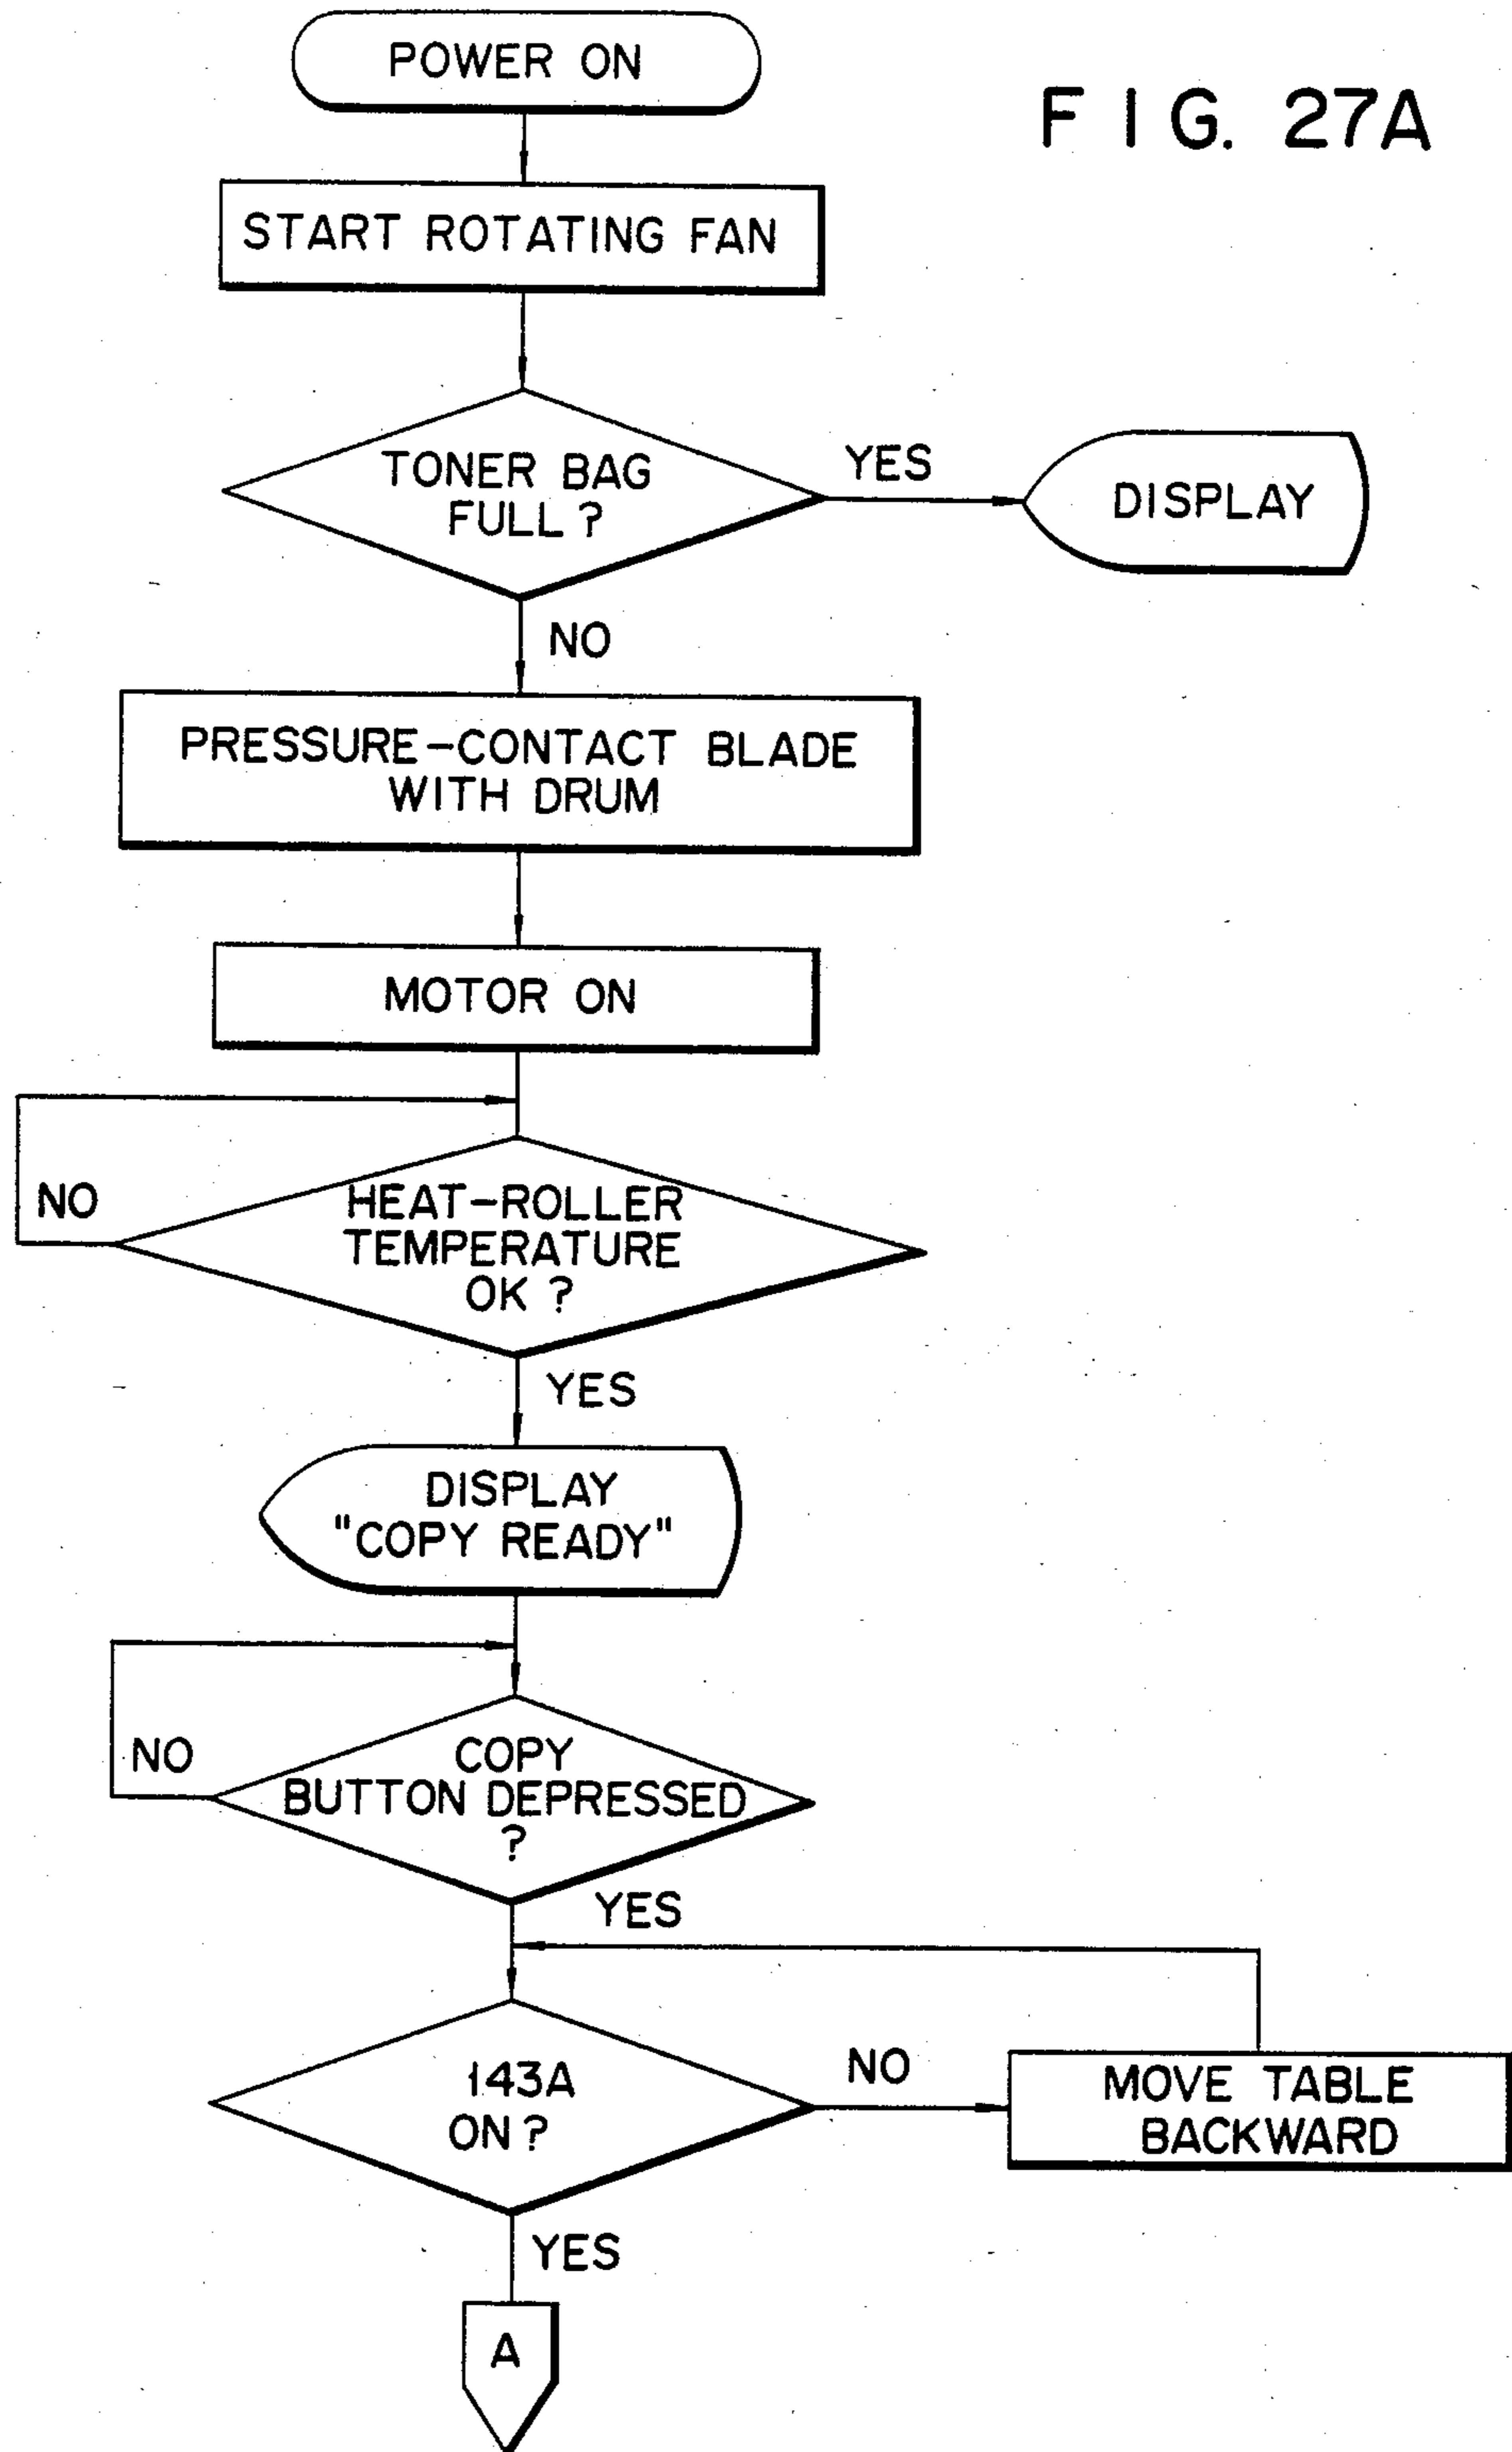 POWER ON
F I G. 27A
START ROTATING FAN
TONER BAG
FULL ?
YES
DISPLAY
NO
PRESSURE-CONTACT BLADE
WITH DRUM
MOTOR ON
NO
HEAT-ROLLER
TEMPERATURE
OK ?
YES
DISPLAY
"COPY READY"
NO
COPY
BUTTON DEPRESSED
?
YES
143A
ON ?
NO
MOVE TABLE
BACKWARD
YES
A